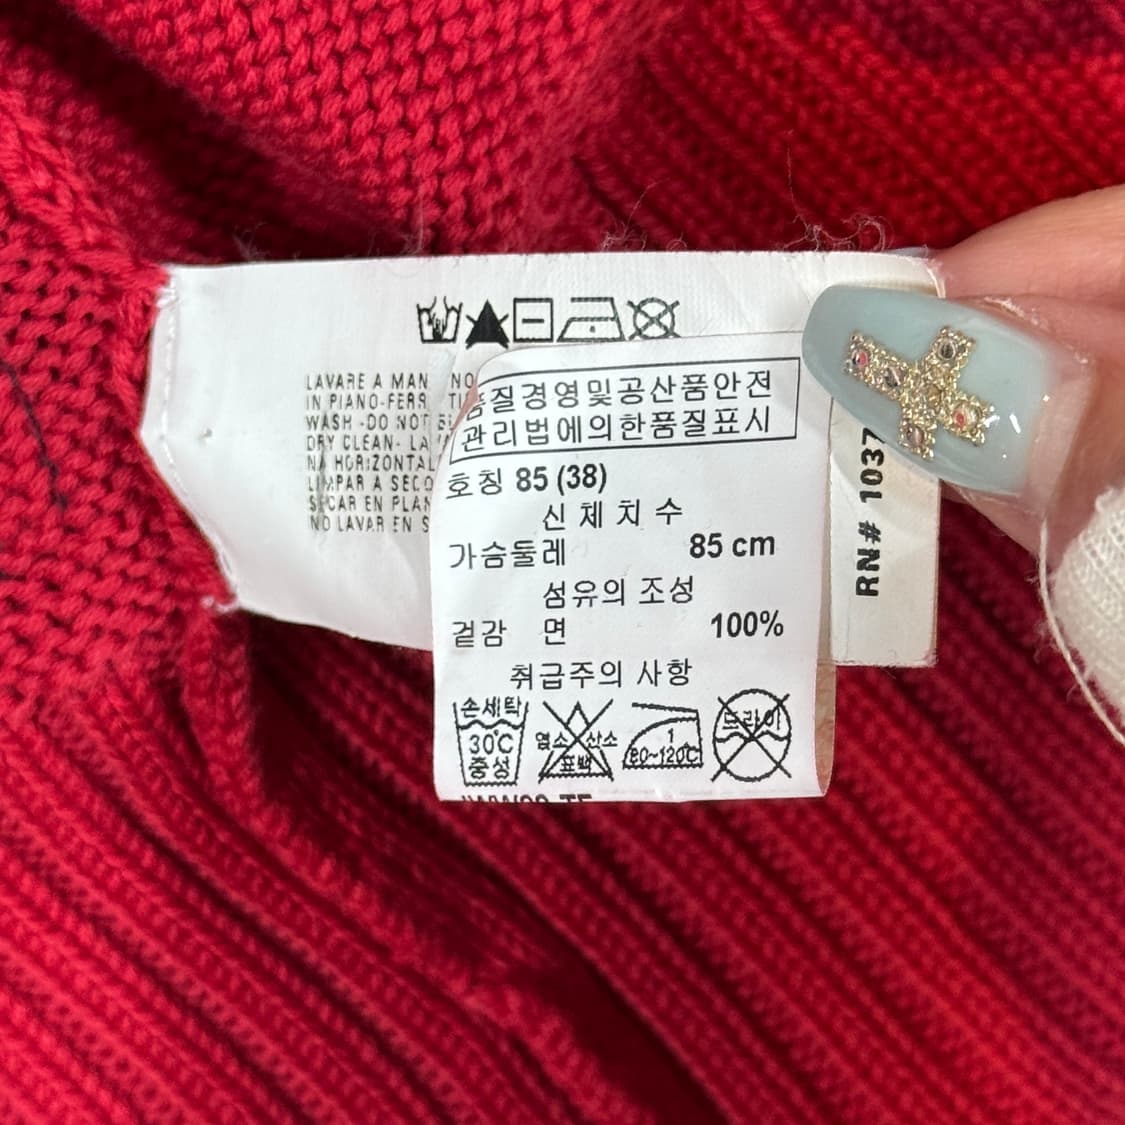 LAVARE A MAN NO
IN PIANO-FERR
WASH -DO NOT
DRY CLEAN- LA
NA HORIZONTAL
LIMPAR A SECO
SECAR EN PLAN
NO LAVAR EN S
품질경영및공산품안전
관리법에의한품질표시
호칭 85 (38)
신체치수
가슴둘레 85 cm
섬유의 조성
겉감 면 100%
취급주의 사항
손세탁
30℃
중성
염소 산소
표백
1
80~120℃
드라이
RN# 1037